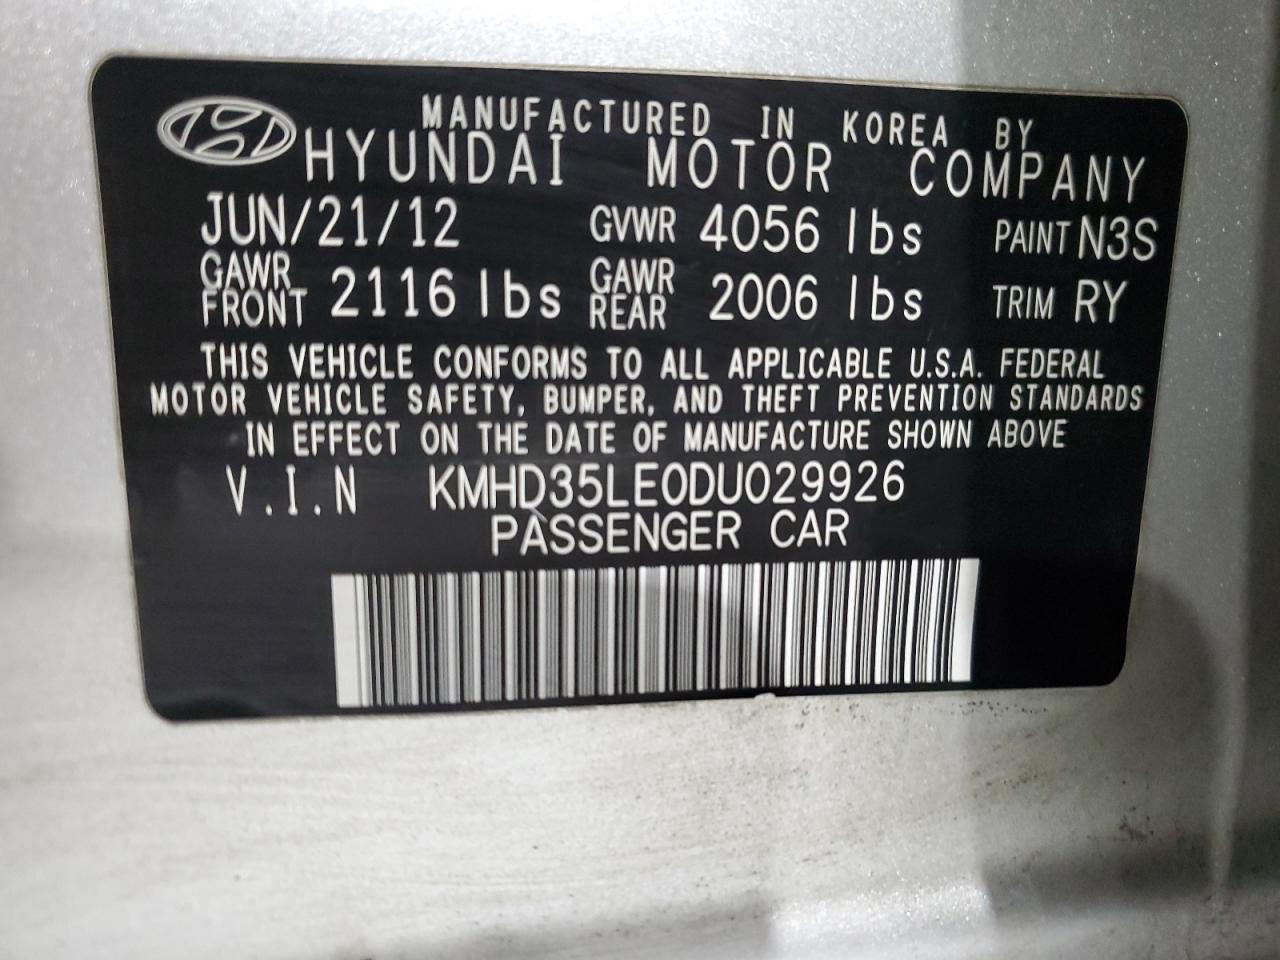 MANUFACTURED IN KOREA BY
HYUNDAI MOTOR COMPANY
JUN/21/12 GVWR 4056 lbs PAINT N3S
GAWR FRONT 2116 lbs GAWR REAR 2006 lbs TRIM RY
THIS VEHICLE CONFORMS TO ALL APPLICABLE U.S.A. FEDERAL
MOTOR VEHICLE SAFETY, BUMPER, AND THEFT PREVENTION STANDARDS
IN EFFECT ON THE DATE OF MANUFACTURE SHOWN ABOVE
V.I.N KMHD35LE0DU029926
PASSENGER CAR